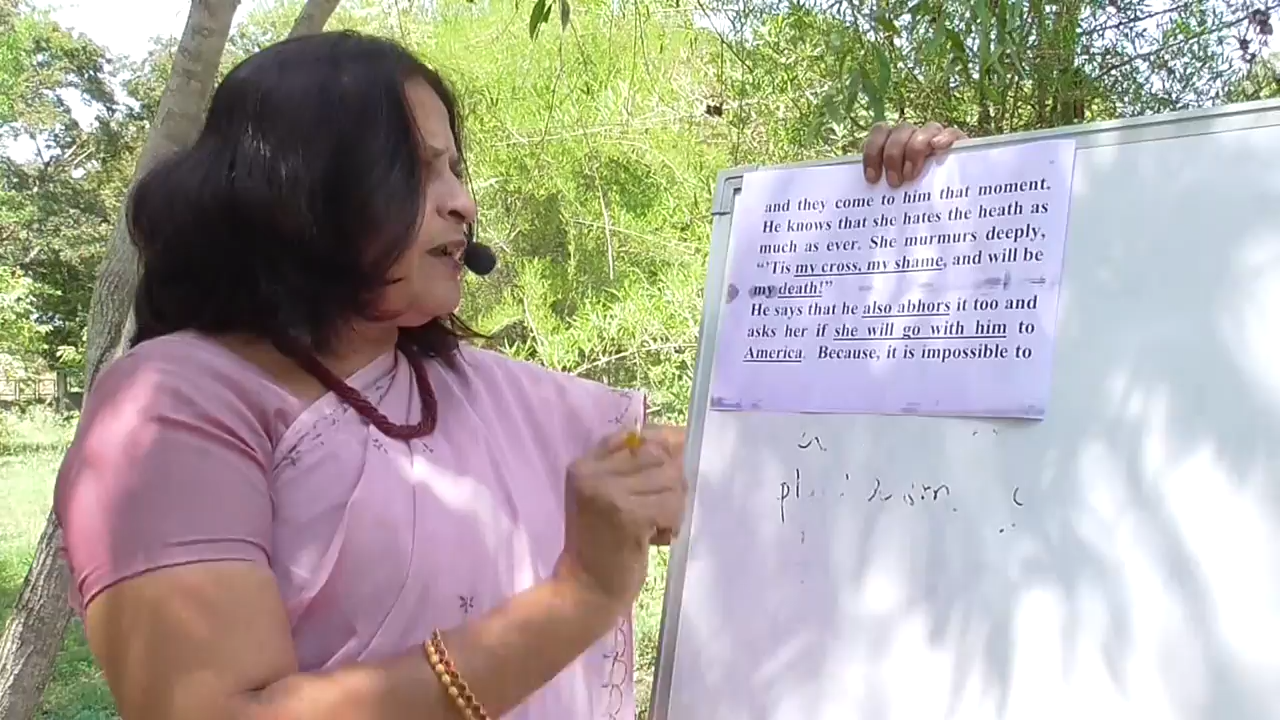 and they come to him that moment.
He knows that she hates the heath as
much as ever. She murmurs deeply,
“’Tis my cross, my shame, and will be
my death!”
He says that he also abhors it too and
asks her if she will go with him to
America. Because, it is impossible to